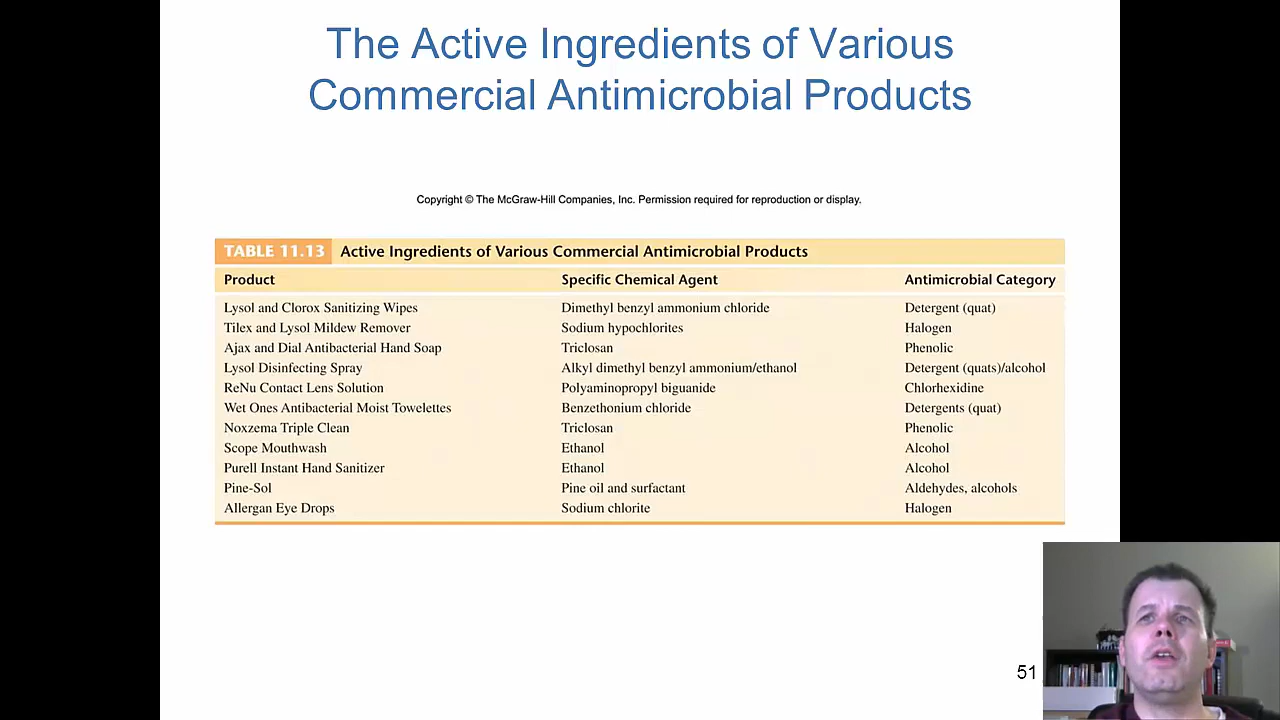 The Active Ingredients of Various
Commercial Antimicrobial Products
Copyright © The McGraw-Hill Companies, Inc. Permission required for reproduction or display.
TABLE 11.13 Active Ingredients of Various Commercial Antimicrobial Products
Product Specific Chemical Agent Antimicrobial Category
Lysol and Clorox Sanitizing Wipes Dimethyl benzyl ammonium chloride Detergent (quat)
Tilex and Lysol Mildew Remover Sodium hypochlorites Halogen
Ajax and Dial Antibacterial Hand Soap Triclosan Phenolic
Lysol Disinfecting Spray Alkyl dimethyl benzyl ammonium/ethanol Detergent (quats)/alcohol
ReNu Contact Lens Solution Polyaminopropyl biguanide Chlorhexidine
Wet Ones Antibacterial Moist Towelettes Benzethonium chloride Detergents (quat)
Noxzema Triple Clean Triclosan Phenolic
Scope Mouthwash Ethanol Alcohol
Purell Instant Hand Sanitizer Ethanol Alcohol
Pine-Sol Pine oil and surfactant Aldehydes, alcohols
Allergan Eye Drops Sodium chlorite Halogen
51